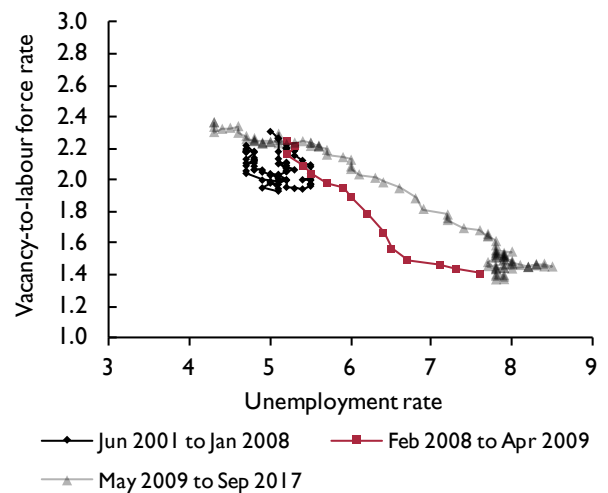 Vacancy-to-labour force rate
3.0
2.8
2.6
2.4
2.2
2.0
1.8
1.6
1.4
1.2
1.0
3 4 5 6 7 8 9
Unemployment rate
Jun 2001 to Jan 2008 Feb 2008 to Apr 2009
May 2009 to Sep 2017